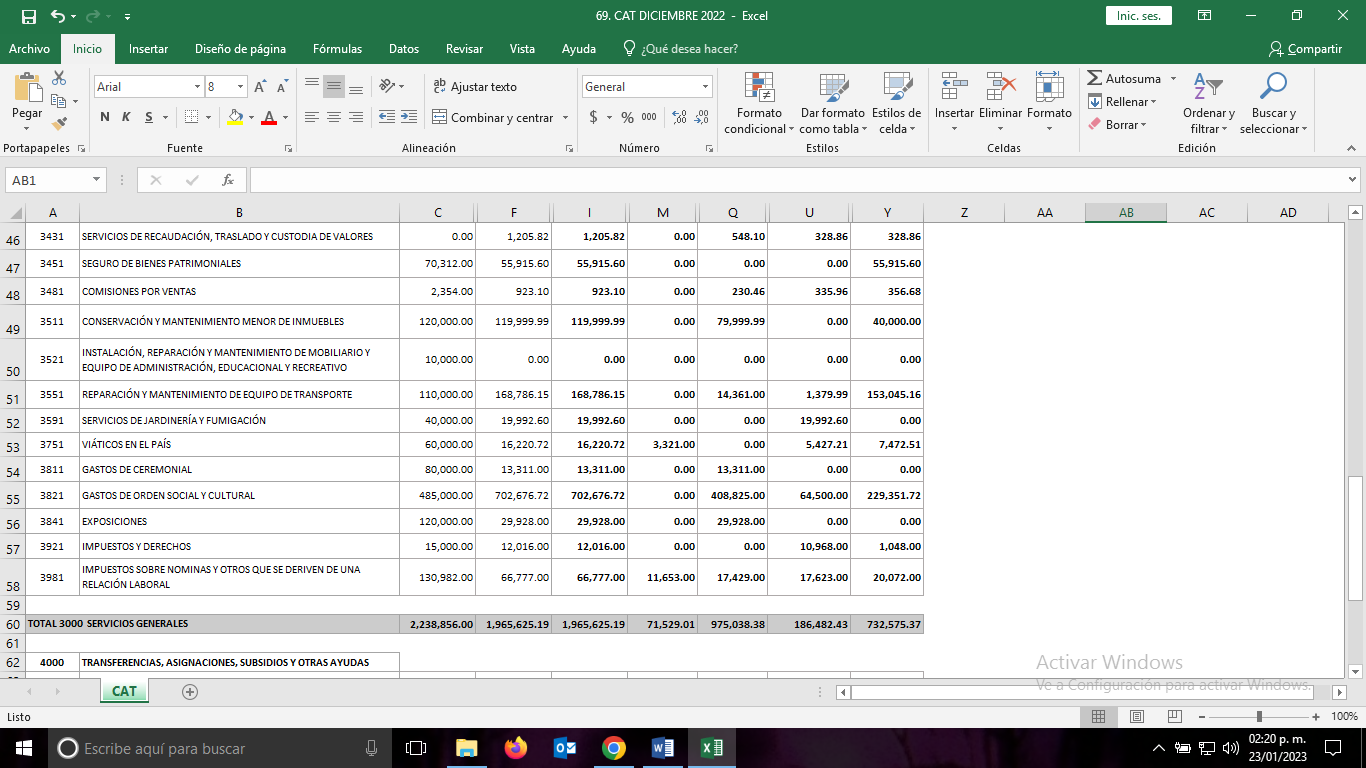 69. CAT DICIEMBRE 2022 - Excel
Inic. ses.
Archivo Inicio Insertar Diseño de página Fórmulas Datos Revisar Vista Ayuda ¿Qué desea hacer? Compartir
Pegar
Arial 8 A A
N K S A
ab Ajustar texto
Combinar y centrar
General
$ % 000
Formato condicional
Dar formato como tabla
Estilos de celda
Insertar Eliminar Formato
Autosuma
Rellenar
Borrar
Ordenar y filtrar
Buscar y seleccionar
Portapapeles Fuente Alineación Número Estilos Celdas Edición
AB1 fx
A B C F I M Q U Y Z AA AB AC AD
46 3431 SERVICIOS DE RECAUDACIÓN, TRASLADO Y CUSTODIA DE VALORES 0.00 1,205.82 1,205.82 0.00 548.10 328.86 328.86
47 3451 SEGURO DE BIENES PATRIMONIALES 70,312.00 55,915.60 55,915.60 0.00 0.00 0.00 55,915.60
48 3481 COMISIONES POR VENTAS 2,354.00 923.10 923.10 0.00 230.46 335.96 356.68
49 3511 CONSERVACIÓN Y MANTENIMIENTO MENOR DE INMUEBLES 120,000.00 119,999.99 119,999.99 0.00 79,999.99 0.00 40,000.00
50 3521 INSTALACIÓN, REPARACIÓN Y MANTENIMIENTO DE MOBILIARIO Y
EQUIPO DE ADMINISTRACIÓN, EDUCACIONAL Y RECREATIVO 10,000.00 0.00 0.00 0.00 0.00 0.00 0.00
51 3551 REPARACIÓN Y MANTENIMIENTO DE EQUIPO DE TRANSPORTE 110,000.00 168,786.15 168,786.15 0.00 14,361.00 1,379.99 153,045.16
52 3591 SERVICIOS DE JARDINERÍA Y FUMIGACIÓN 40,000.00 19,992.60 19,992.60 0.00 0.00 19,992.60 0.00
53 3751 VIÁTICOS EN EL PAÍS 60,000.00 16,220.72 16,220.72 3,321.00 0.00 5,427.21 7,472.51
54 3811 GASTOS DE CEREMONIAL 80,000.00 13,311.00 13,311.00 0.00 13,311.00 0.00 0.00
55 3821 GASTOS DE ORDEN SOCIAL Y CULTURAL 485,000.00 702,676.72 702,676.72 0.00 408,825.00 64,500.00 229,351.72
56 3841 EXPOSICIONES 120,000.00 29,928.00 29,928.00 0.00 29,928.00 0.00 0.00
57 3921 IMPUESTOS Y DERECHOS 15,000.00 12,016.00 12,016.00 0.00 0.00 10,968.00 1,048.00
58 3981 IMPUESTOS SOBRE NOMINAS Y OTROS QUE SE DERIVEN DE UNA
RELACIÓN LABORAL 130,982.00 66,777.00 66,777.00 11,653.00 17,429.00 17,623.00 20,072.00
59
60 TOTAL 3000 SERVICIOS GENERALES 2,238,856.00 1,965,625.19 1,965,625.19 71,529.01 975,038.38 186,482.43 732,575.37
61
62 4000 TRANSFERENCIAS, ASIGNACIONES, SUBSIDIOS Y OTRAS AYUDAS
Activar Windows
Ve a Configuración para activar Windows.
CAT
Listo
100%
Escribe aquí para buscar
02:20 p. m.
23/01/2023